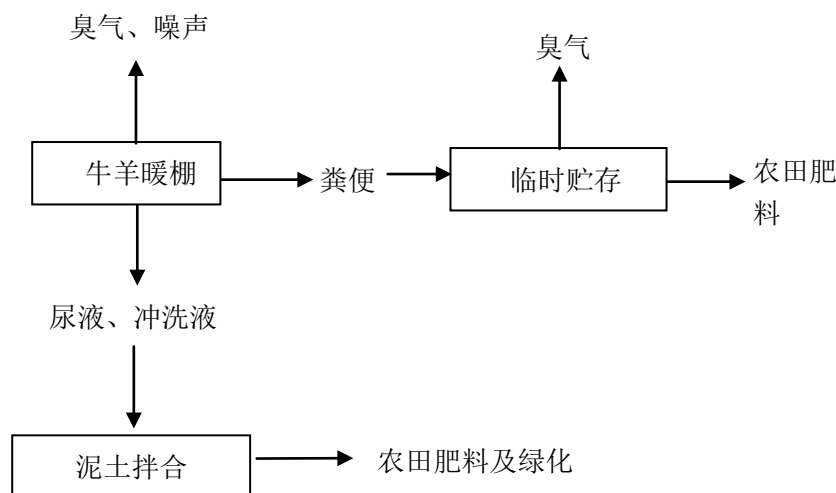 臭气、噪声
臭气
牛羊暖棚
粪便
临时贮存
农田肥
料
尿液、冲洗液
泥土拌合
农田肥料及绿化